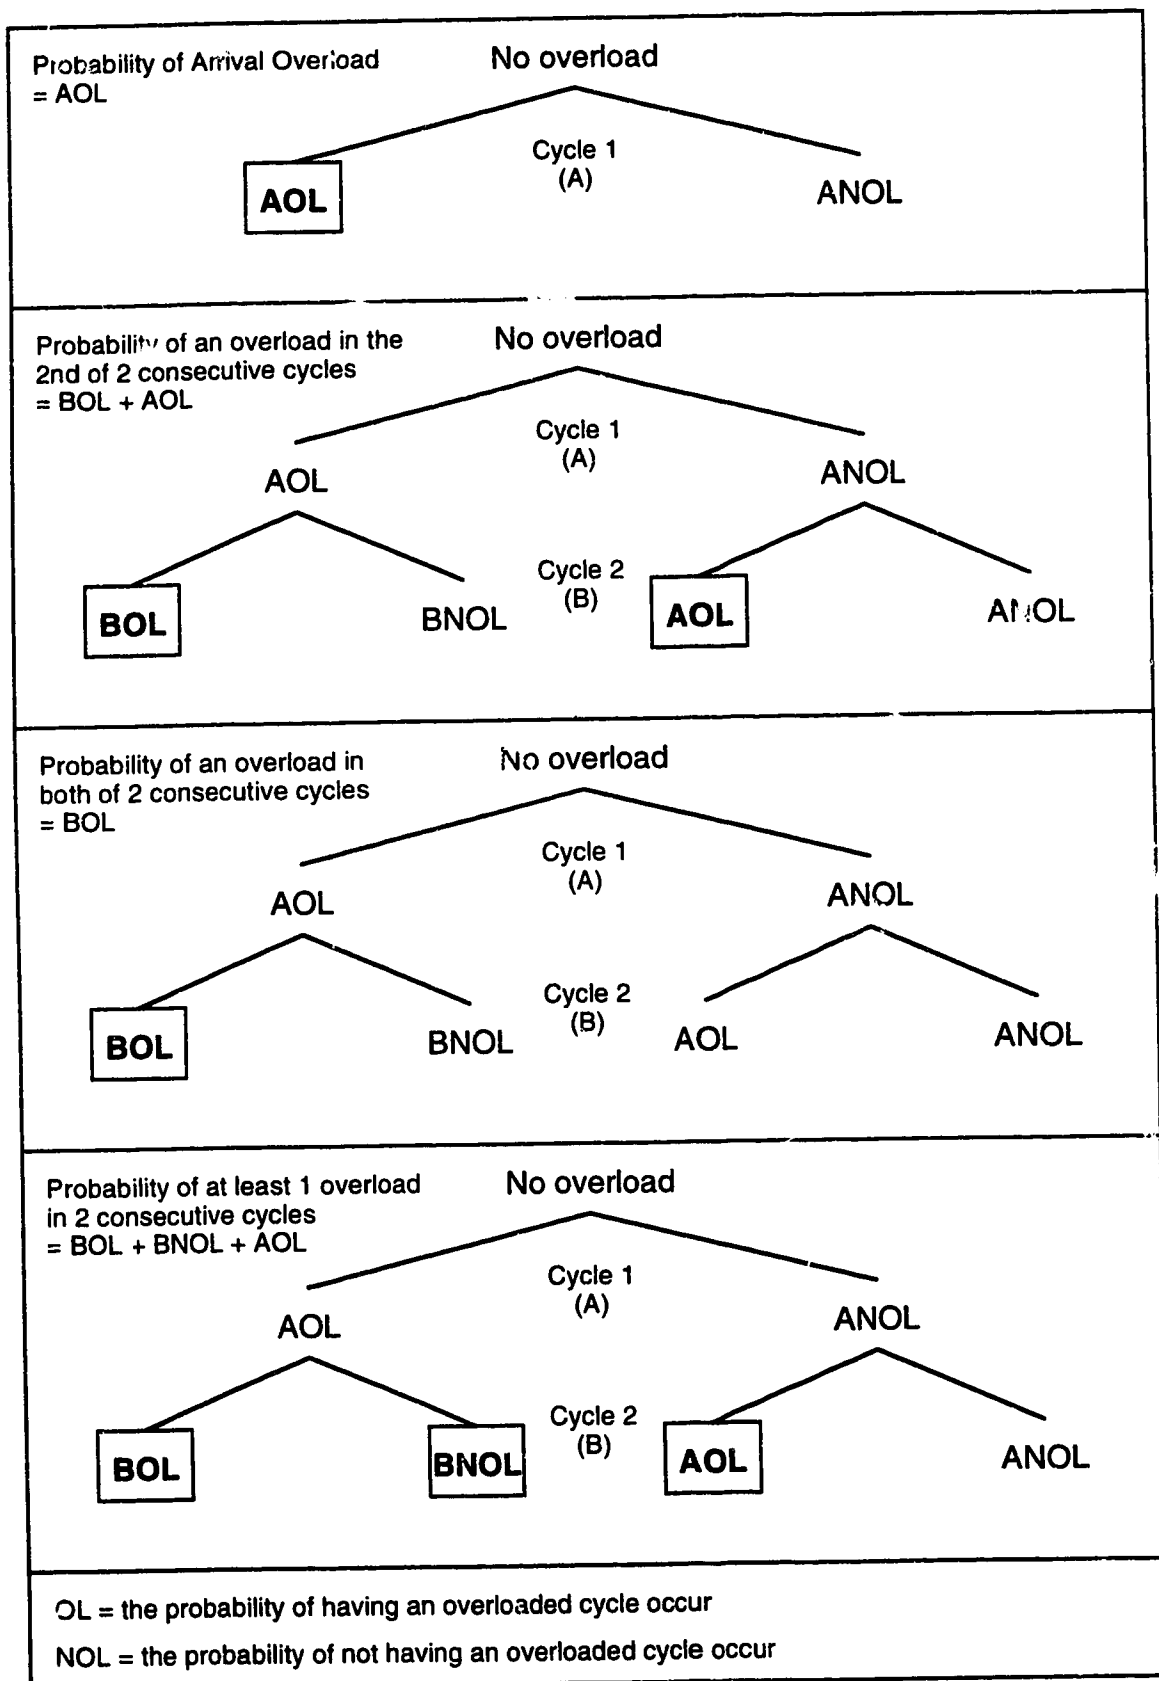 Probability of Arrival Overload
= AOL
No overload
Cycle 1
(A)
AOL
ANOL
Probability of an overload in the
2nd of 2 consecutive cycles
= BOL + AOL
No overload
Cycle 1
(A)
AOL
ANOL
Cycle 2
(B)
BOL
BNOL
AOL
ANOL
Probability of an overload in
both of 2 consecutive cycles
= BOL
No overload
Cycle 1
(A)
AOL
ANOL
Cycle 2
(B)
BOL
BNOL
AOL
ANOL
Probability of at least 1 overload
in 2 consecutive cycles
= BOL + BNOL + AOL
No overload
Cycle 1
(A)
AOL
ANOL
Cycle 2
(B)
BOL
BNOL
AOL
ANOL
OL = the probability of having an overloaded cycle occur
NOL = the probability of not having an overloaded cycle occur